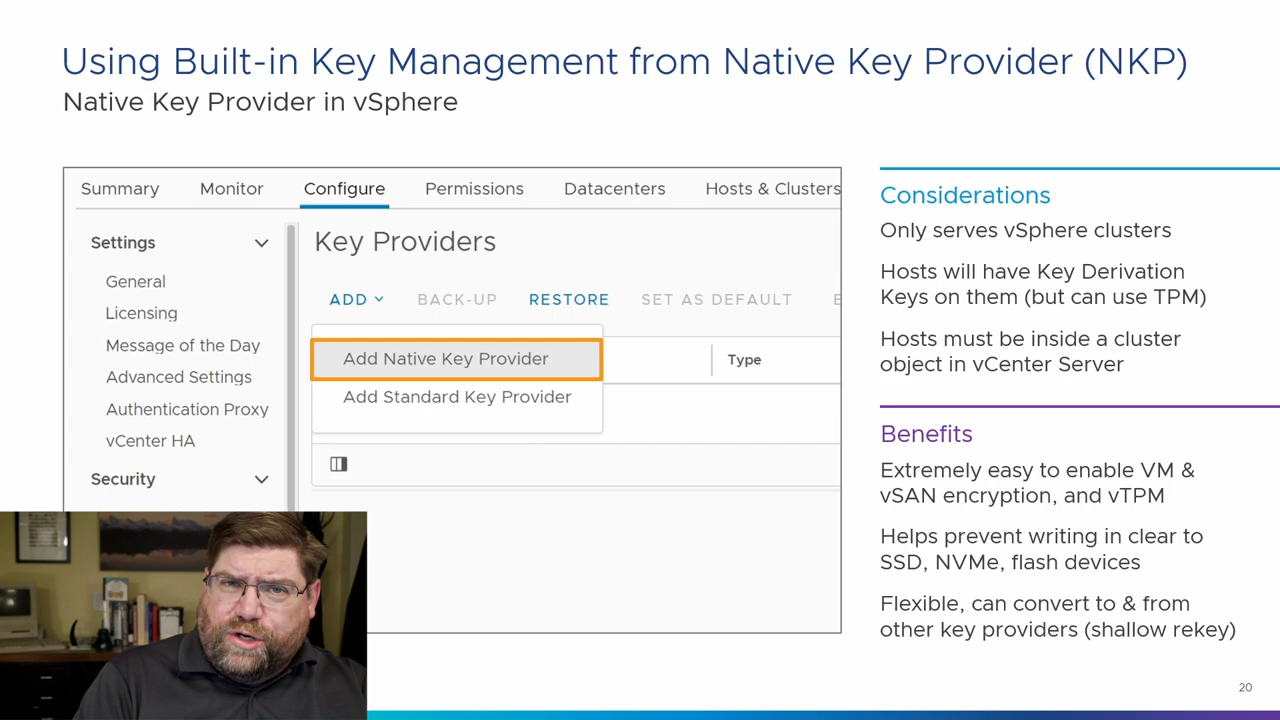 Using Built-in Key Management from Native Key Provider (NKP)
Native Key Provider in vSphere
Summary Monitor Configure Permissions Datacenters Hosts & Clusters
Settings
General
Licensing
Message of the Day
Advanced Settings
Authentication Proxy
vCenter HA
Security
Key Providers
ADD BACK-UP RESTORE SET AS DEFAULT
Add Native Key Provider
Add Standard Key Provider
Type
Considerations
Only serves vSphere clusters
Hosts will have Key Derivation
Keys on them (but can use TPM)
Hosts must be inside a cluster
object in vCenter Server
Benefits
Extremely easy to enable VM &
vSAN encryption, and vTPM
Helps prevent writing in clear to
SSD, NVMe, flash devices
Flexible, can convert to & from
other key providers (shallow rekey)
20